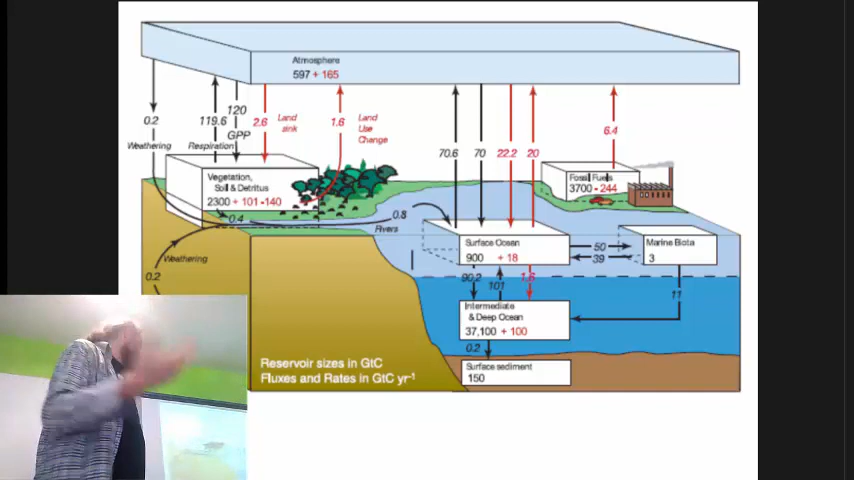 Atmosphere
597 + 165
0.2
Weathering
119.6
Respiration
120
GPP
2.6
Land
sink
1.6
Land
Use
Change
70.6
70
22.2
20
6.4
Vegetation,
Soil & Detritus
2300 + 101 -140
Fossil Fuels
3700 - 244
0.4
0.8
Rivers
Weathering
0.2
Surface Ocean
900 + 18
50
39
Marine Biota
3
90.2
101
1.6
11
Intermediate
& Deep Ocean
37,100 + 100
0.2
Surface sediment
150
Reservoir sizes in GtC
Fluxes and Rates in GtC yr⁻¹